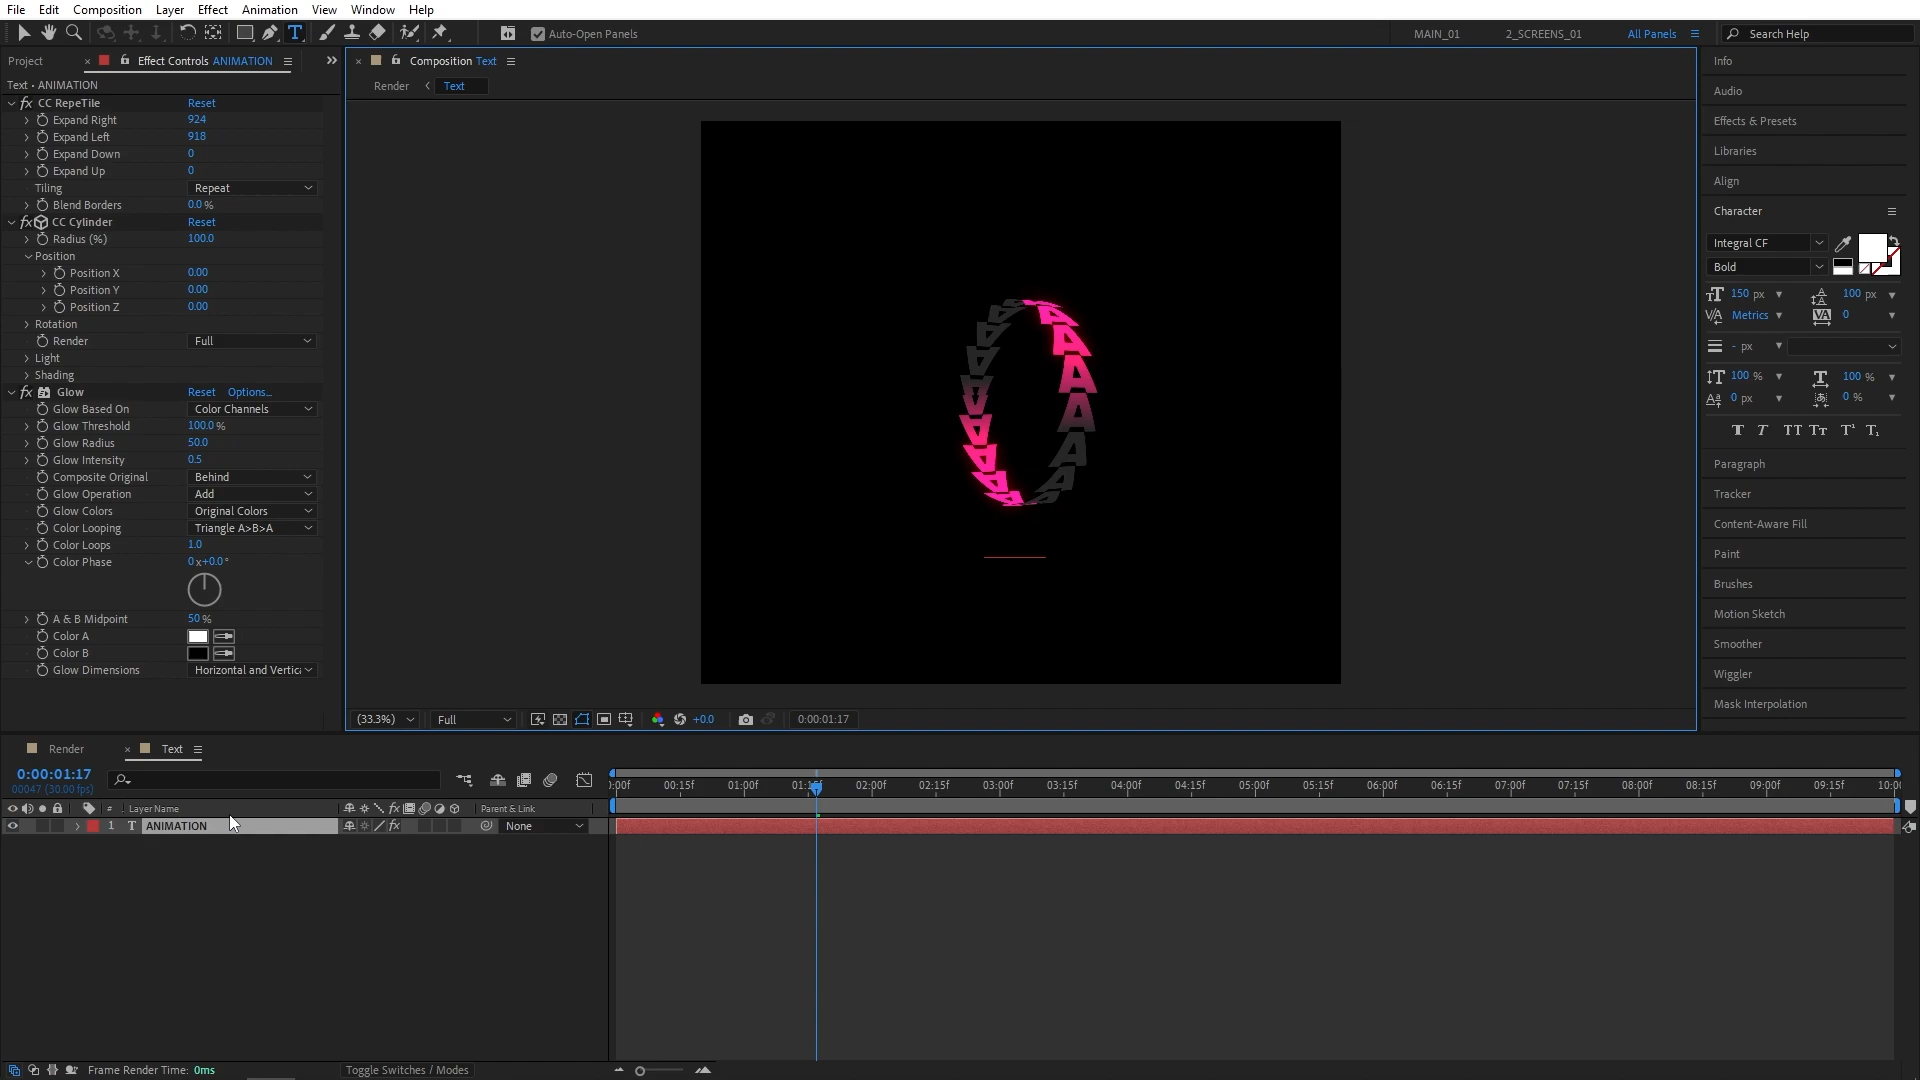 File Edit Composition Layer Effect Animation View Window Help
Auto-Open Panels MAIN_01 2_SCREENS_01 All Panels Search Help
Project × Effect Controls ANIMATION
Text • ANIMATION
fx CC RepeTile Reset
Expand Right 924
Expand Left 918
Expand Down 0
Expand Up 0
Tiling Repeat
Blend Borders 0.0 %
fx CC Cylinder Reset
Radius (%) 100.0
Position
Position X 0.00
Position Y 0.00
Position Z 0.00
Rotation
Render Full
Light
Shading
fx Glow Reset Options...
Glow Based On Color Channels
Glow Threshold 100.0 %
Glow Radius 50.0
Glow Intensity 0.5
Composite Original Behind
Glow Operation Add
Glow Colors Original Colors
Color Looping Triangle A>B>A
Color Loops 1.0
Color Phase 0x+0.0°
A & B Midpoint 50 %
Color A
Color B
Glow Dimensions Horizontal and Vertic
× Composition Text
Render < Text
(33.3%) Full +0.0 0:00:01:17
Info
Audio
Effects & Presets
Libraries
Align
Character
Integral CF
Bold
150 px 100 px
Metrics 0
- px
100 % 100 %
0 px 0 %
T T TT Tt T¹ T₁
Paragraph
Tracker
Content-Aware Fill
Paint
Brushes
Motion Sketch
Smoother
Wiggler
Mask Interpolation
Render × Text
0:00:01:17
00047 (30.00 fps)
:00f 00:15f 01:00f 02:00f 02:15f 03:00f 03:15f 04:00f 04:15f 05:00f 05:15f 06:00f 06:15f 07:00f 07:15f 08:00f 08:15f 09:00f 09:15f 10:0
# Layer Name fx Parent & Link
1 T ANIMATION fx None
Frame Render Time: 0ms Toggle Switches / Modes